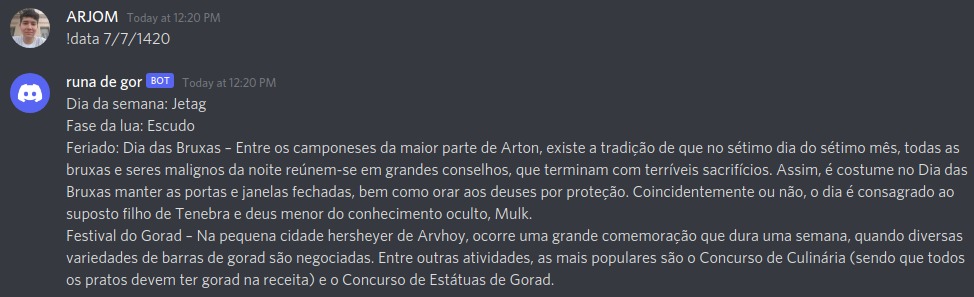 ARJOM Today at 12:20 PM
!data 7/7/1420
runa de gor BOT Today at 12:20 PM
Dia da semana: Jetag
Fase da lua: Escudo
Feriado: Dia das Bruxas – Entre os camponeses da maior parte de Arton, existe a tradição de que no sétimo dia do sétimo mês, todas as
bruxas e seres malignos da noite reúnem-se em grandes conselhos, que terminam com terríveis sacrifícios. Assim, é costume no Dia das
Bruxas manter as portas e janelas fechadas, bem como orar aos deuses por proteção. Coincidentemente ou não, o dia é consagrado ao
suposto filho de Tenebra e deus menor do conhecimento oculto, Mulk.
Festival do Gorad – Na pequena cidade hersheyer de Arvhoy, ocorre uma grande comemoração que dura uma semana, quando diversas
variedades de barras de gorad são negociadas. Entre outras atividades, as mais populares são o Concurso de Culinária (sendo que todos
os pratos devem ter gorad na receita) e o Concurso de Estátuas de Gorad.